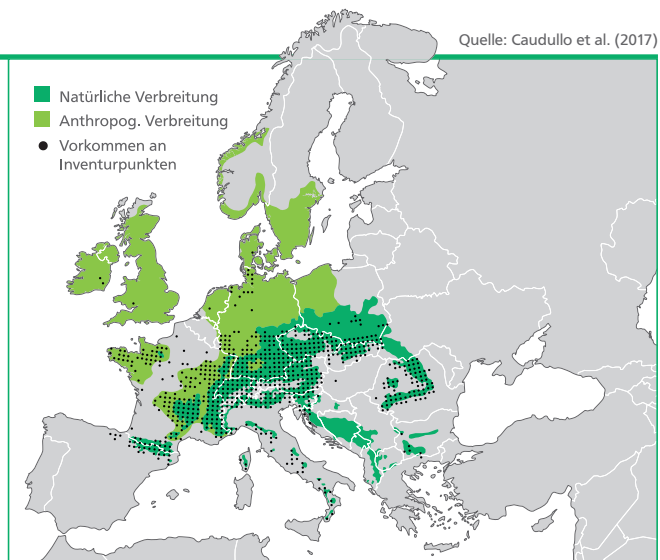 Quelle: Caudullo et al. (2017)
Natürliche Verbreitung
Anthropog. Verbreitung
Vorkommen an
Inventurpunkten